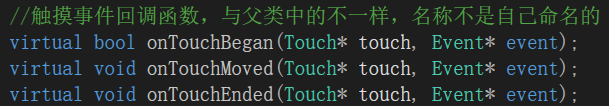 //触摸事件回调函数，与父类中的不一样，名称不是自己命名的
virtual bool onTouchBegan(Touch* touch, Event* event);
virtual void onTouchMoved(Touch* touch, Event* event);
virtual void onTouchEnded(Touch* touch, Event* event);